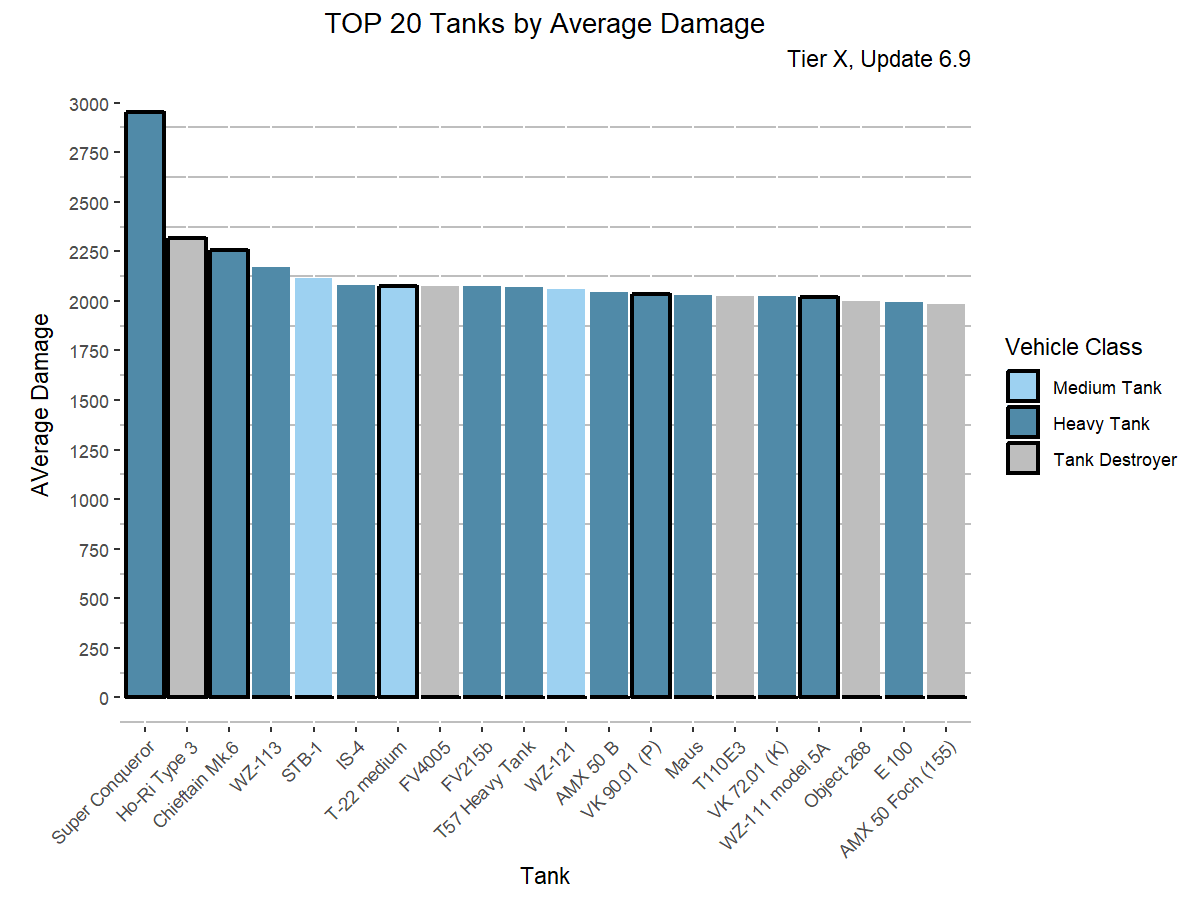 TOP 20 Tanks by Average Damage
Tier X, Update 6.9
AVerage Damage
3000
2750
2500
2250
2000
1750
1500
1250
1000
750
500
250
0
Super Conqueror
Ho-Ri Type 3
Chieftain Mk.6
WZ-113
STB-1
IS-4
T-22 medium
FV4005
FV215b
T57 Heavy Tank
WZ-121
AMX 50 B
VK 90.01 (P)
Maus
T110E3
VK 72.01 (K)
WZ-111 model 5A
Object 268
E 100
AMX 50 Foch (155)
Tank
Vehicle Class
Medium Tank
Heavy Tank
Tank Destroyer